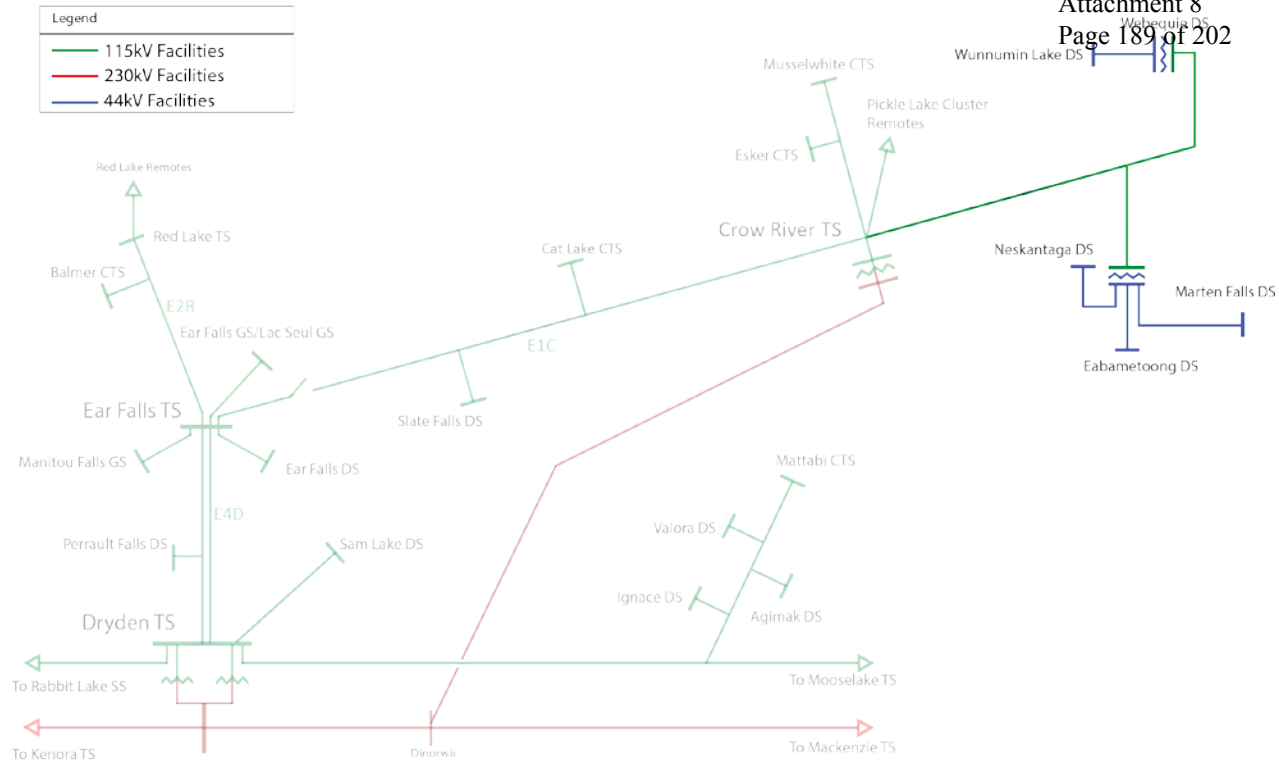 Attachment 8
Page 189 of 202
Legend
115kV Facilities
230kV Facilities
44kV Facilities
Webequie DS
Wunnumin Lake DS
Musselwhite CTS
Pickle Lake Cluster
Remotes
Esker CTS
Red Lake Remotes
Red Lake TS
Crow River TS
Cat Lake CTS
Neskantaga DS
Balmer CTS
Marten Falls DS
E2R
Ear Falls GS/Lac Seul GS
E1C
Eabametoong DS
Ear Falls TS
Slate Falls DS
Manitou Falls GS
Ear Falls DS
Mattabi CTS
E4D
Valora DS
Perrault Falls DS
Sam Lake DS
Ignace DS
Agimak DS
Dryden TS
To Rabbit Lake SS
To Mooselake TS
To Kenora TS
Dinorwic
To Mackenzie TS